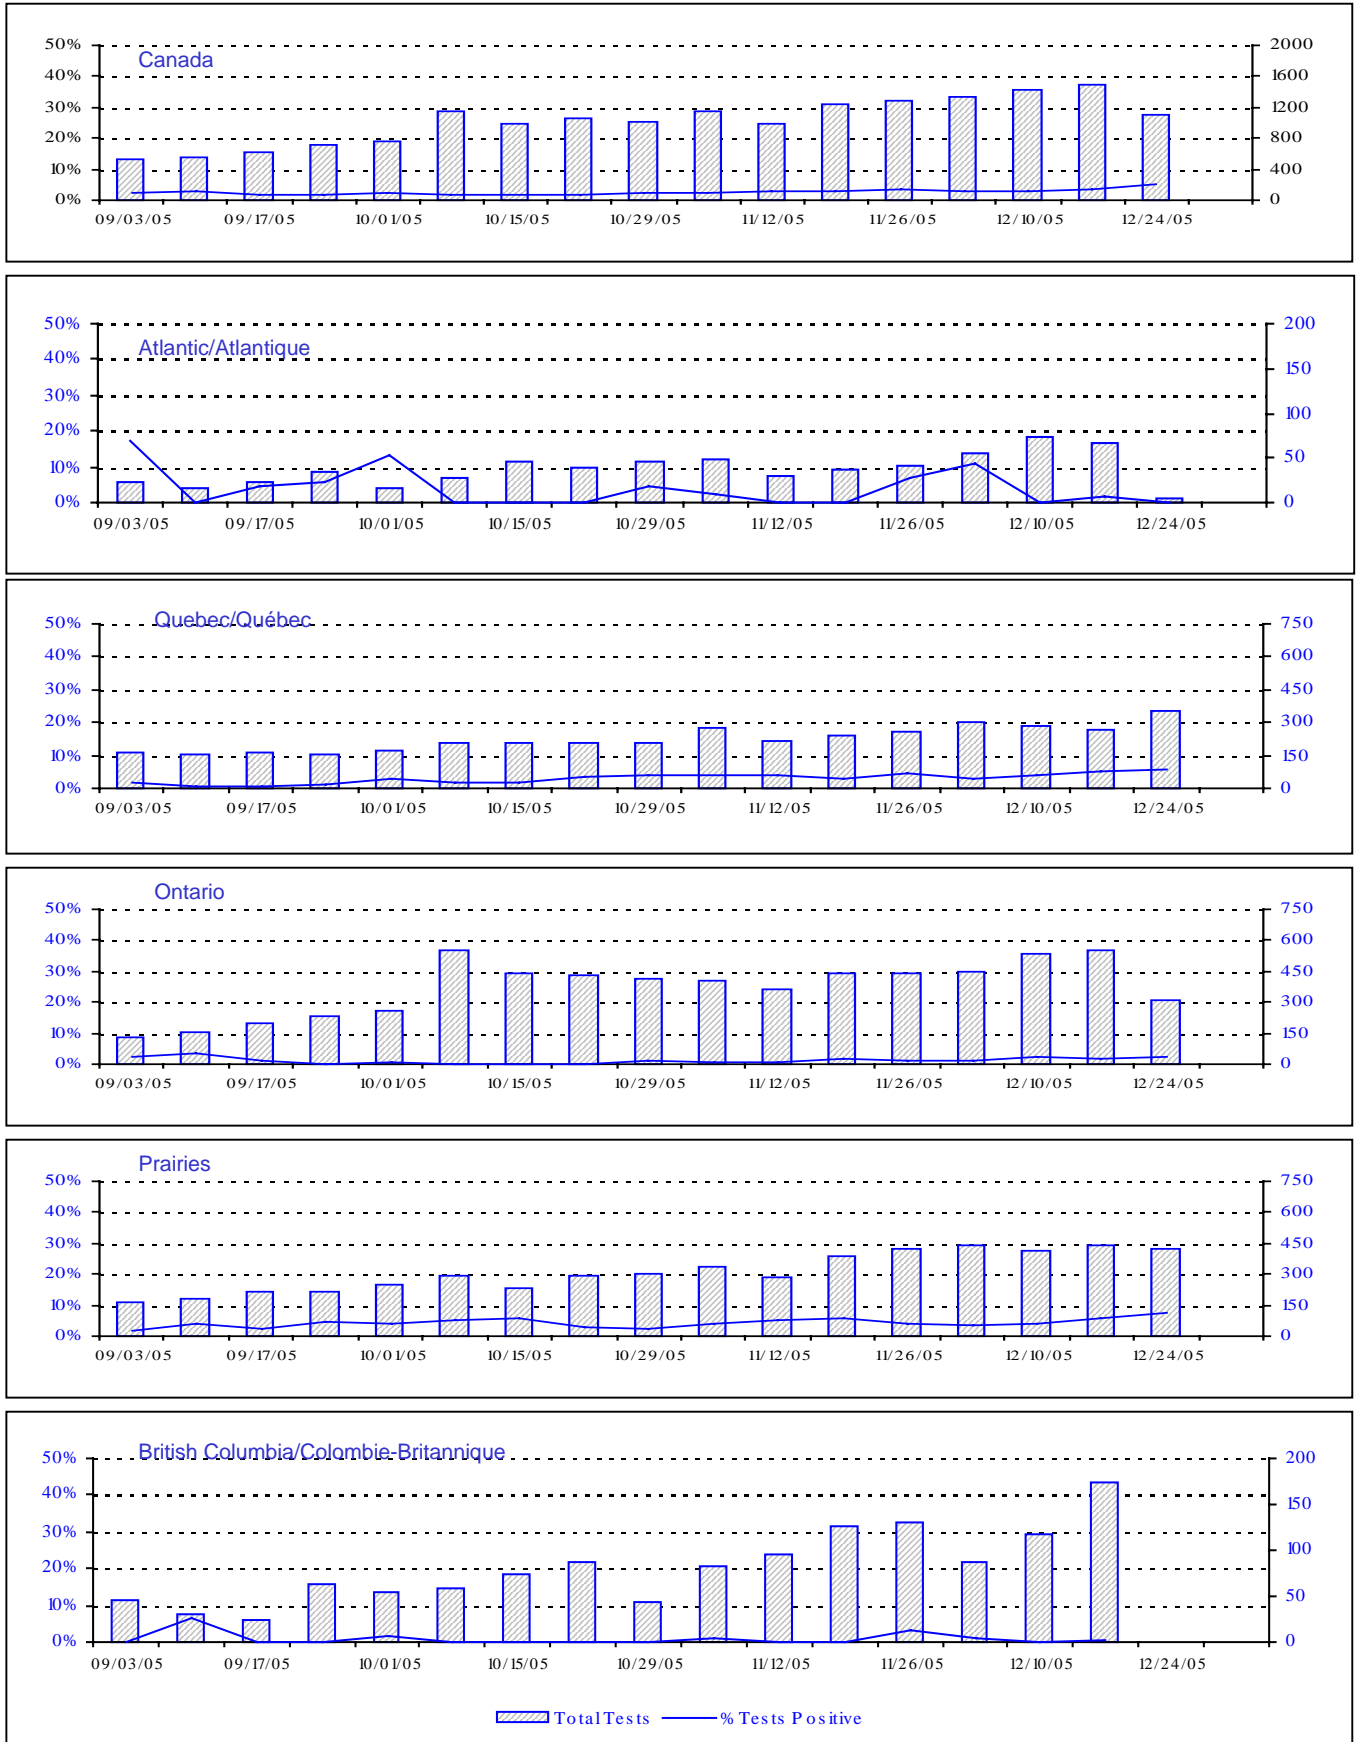 Canada
50% 2000
40% 1600
30% 1200
20% 800
10% 400
0% 0
09/03/05 09/17/05 10/01/05 10/15/05 10/29/05 11/12/05 11/26/05 12/10/05 12/24/05
Atlantic/Atlantique
50% 200
40% 150
30% 100
20% 50
10% 0
0%
09/03/05 09/17/05 10/01/05 10/15/05 10/29/05 11/12/05 11/26/05 12/10/05 12/24/05
Quebec/Québec
50% 750
40% 600
30% 450
20% 300
10% 150
0% 0
09/03/05 09/17/05 10/01/05 10/15/05 10/29/05 11/12/05 11/26/05 12/10/05 12/24/05
Ontario
50% 750
40% 600
30% 450
20% 300
10% 150
0% 0
09/03/05 09/17/05 10/01/05 10/15/05 10/29/05 11/12/05 11/26/05 12/10/05 12/24/05
Prairies
50% 750
40% 600
30% 450
20% 300
10% 150
0% 0
09/03/05 09/17/05 10/01/05 10/15/05 10/29/05 11/12/05 11/26/05 12/10/05 12/24/05
British Columbia/Colombie-Britannique
50% 200
40% 150
30% 100
20% 50
10% 0
0%
09/03/05 09/17/05 10/01/05 10/15/05 10/29/05 11/12/05 11/26/05 12/10/05 12/24/05
Total Tests % Tests Positive